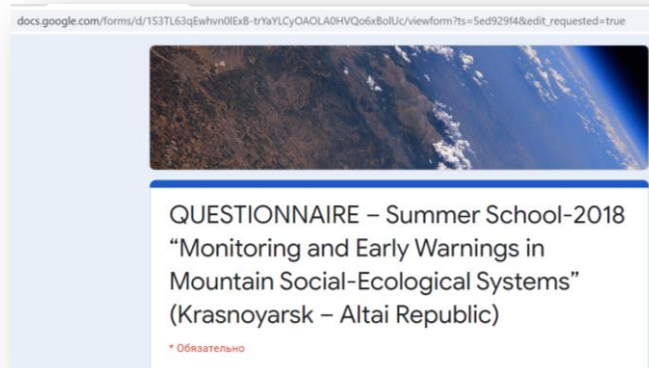 docs.google.com/forms/d/1S3TL63qEwhvn0lExB-trYaYLCyOAOLA0HVQo6xBolUc/viewform?ts=5ed929f4&edit_requested=true
QUESTIONNAIRE – Summer School-2018
“Monitoring and Early Warnings in
Mountain Social-Ecological Systems”
(Krasnoyarsk – Altai Republic)
* Обязательно